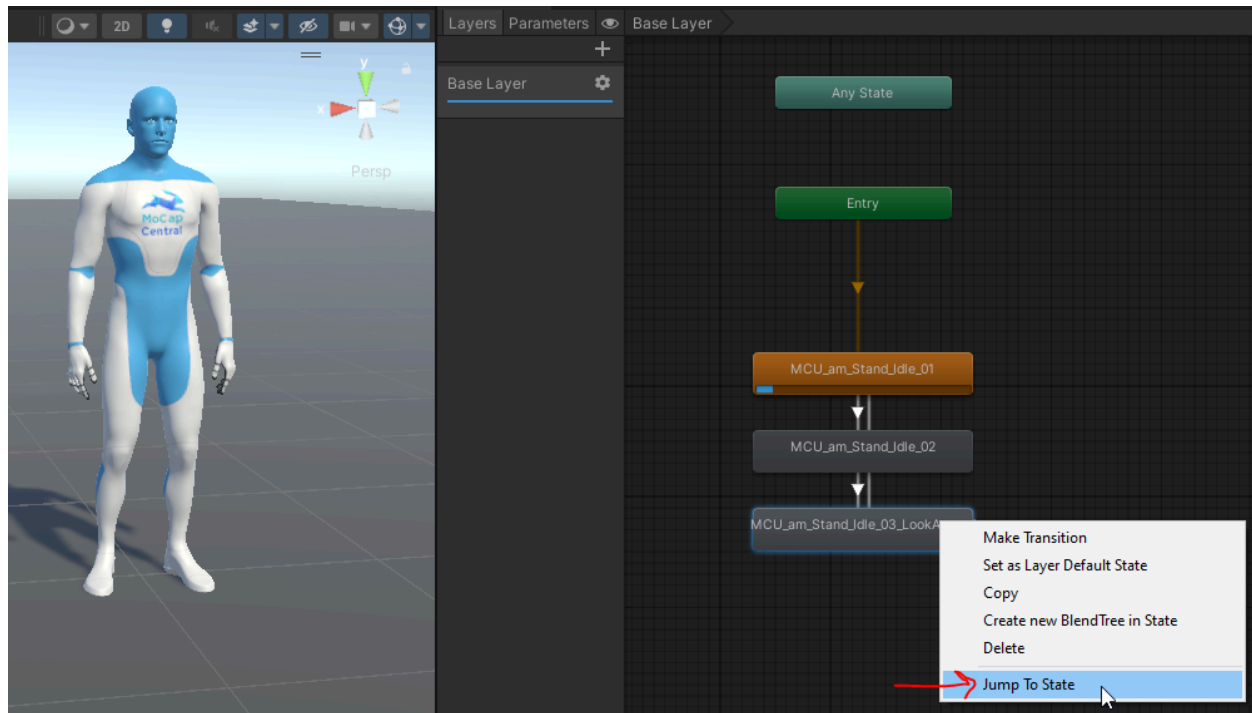 2D
Layers Parameters Base Layer
Base Layer
y
x
Persp
MoCap
Central
Any State
Entry
MCU_am_Stand_Idle_01
MCU_am_Stand_Idle_02
MCU_am_Stand_Idle_03_LookA
Make Transition
Set as Layer Default State
Copy
Create new BlendTree in State
Delete
Jump To State